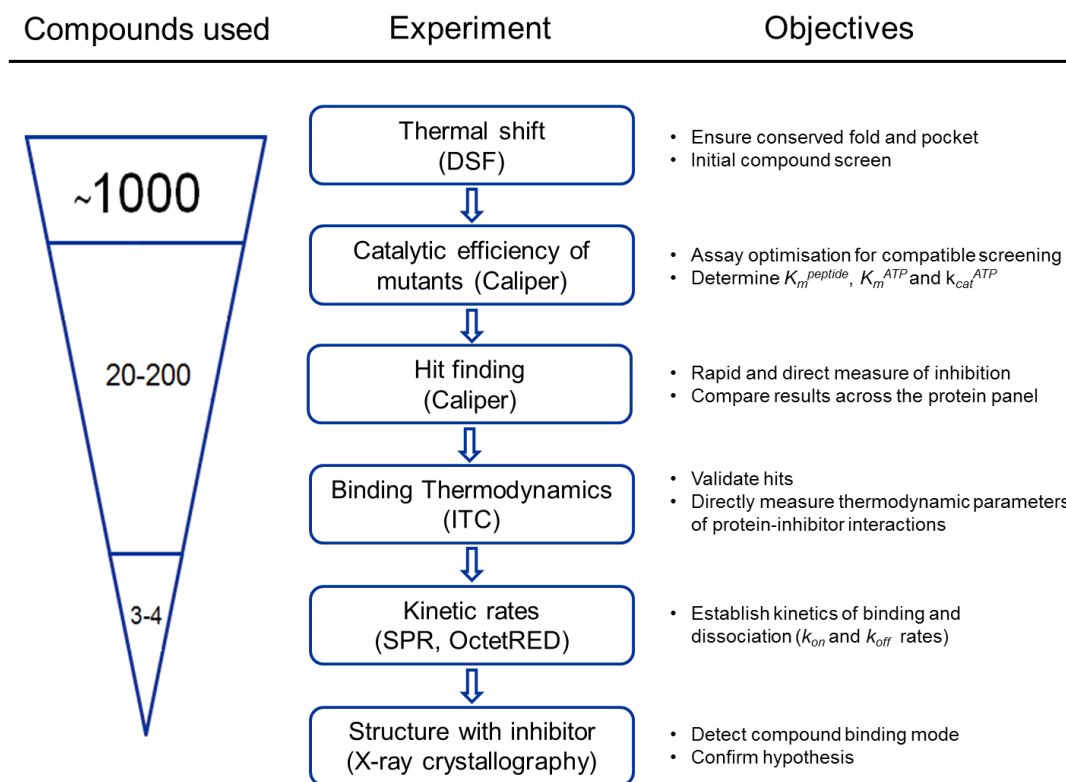 Compounds used
Experiment
Objectives
~1000
20-200
3-4
Thermal shift
(DSF)
• Ensure conserved fold and pocket
• Initial compound screen
Catalytic efficiency of
mutants (Caliper)
• Assay optimisation for compatible screening
• Determine Km^peptide, Km^ATP and kcat^ATP
Hit finding
(Caliper)
• Rapid and direct measure of inhibition
• Compare results across the protein panel
Binding Thermodynamics
(ITC)
• Validate hits
• Directly measure thermodynamic parameters
of protein-inhibitor interactions
Kinetic rates
(SPR, OctetRED)
• Establish kinetics of binding and
dissociation (kon and koff rates)
Structure with inhibitor
(X-ray crystallography)
• Detect compound binding mode
• Confirm hypothesis